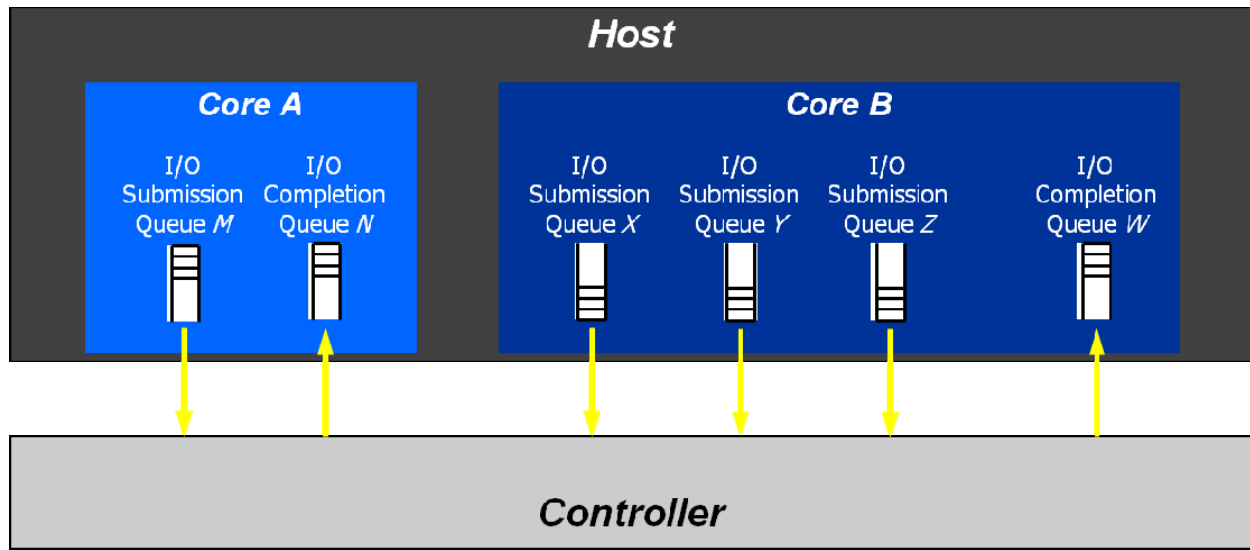 Host
Core A
Core B
I/O
Submission
Queue M
I/O
Completion
Queue N
I/O
Submission
Queue X
I/O
Submission
Queue Y
I/O
Submission
Queue Z
I/O
Completion
Queue W
Controller